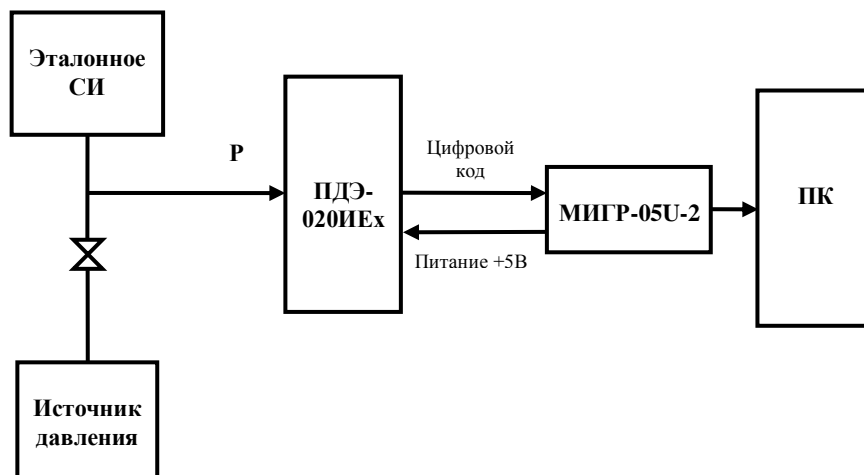 Эталонное
СИ
Р
ПДЭ-
020ИЕх
Цифровой
код
Питание +5В
МИГР-05U-2
ПК
Источник
давления